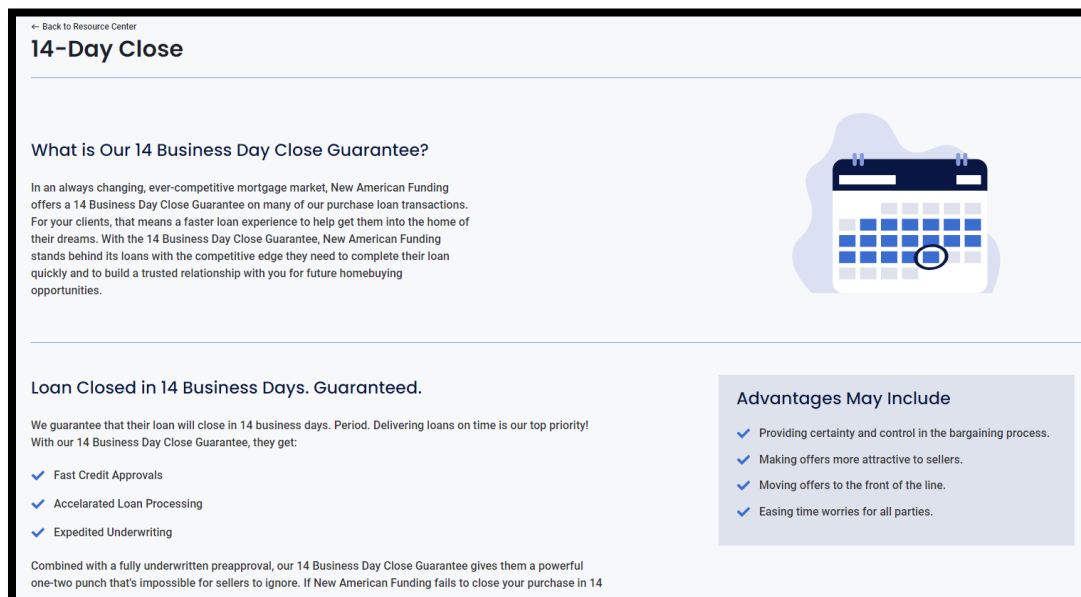 ← Back to Resource Center
14-Day Close
What is Our 14 Business Day Close Guarantee?
In an always changing, ever-competitive mortgage market, New American Funding
offers a 14 Business Day Close Guarantee on many of our purchase loan transactions.
For your clients, that means a faster loan experience to help get them into the home of
their dreams. With the 14 Business Day Close Guarantee, New American Funding
stands behind its loans with the competitive edge they need to complete their loan
quickly and to build a trusted relationship with you for future homebuying
opportunities.
Loan Closed in 14 Business Days. Guaranteed.
We guarantee that their loan will close in 14 business days. Period. Delivering loans on time is our top priority!
With our 14 Business Day Close Guarantee, they get:
Fast Credit Approvals
Accelarated Loan Processing
Expedited Underwriting
Combined with a fully underwritten preapproval, our 14 Business Day Close Guarantee gives them a powerful
one-two punch that's impossible for sellers to ignore. If New American Funding fails to close your purchase in 14
Advantages May Include
Providing certainty and control in the bargaining process.
Making offers more attractive to sellers.
Moving offers to the front of the line.
Easing time worries for all parties.